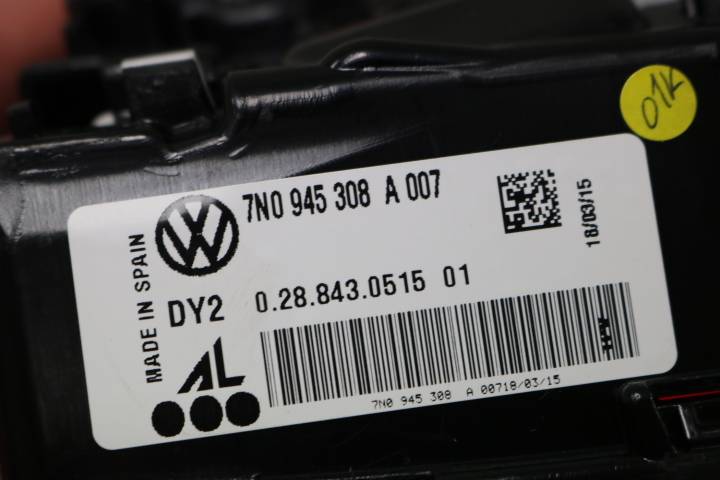 01K
7N0 945 308 A 007
18/03/15
MADE IN SPAIN
DY2
0.28.843.0515 01
AL
7N0 945 308 A 00718/03/15